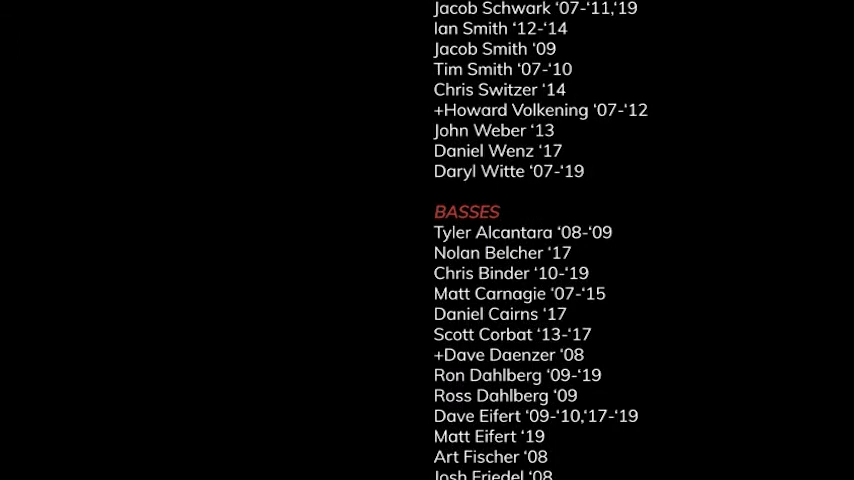 Jacob Schwark ‘07-‘11,‘19
Ian Smith ‘12-‘14
Jacob Smith ‘09
Tim Smith ‘07-‘10
Chris Switzer ‘14
+Howard Volkening ‘07-‘12
John Weber ‘13
Daniel Wenz ‘17
Daryl Witte ‘07-‘19
BASSES
Tyler Alcantara ‘08-‘09
Nolan Belcher ‘17
Chris Binder ‘10-‘19
Matt Carnagie ‘07-‘15
Daniel Cairns ‘17
Scott Corbat ‘13-‘17
+Dave Daenzer ‘08
Ron Dahlberg ‘09-‘19
Ross Dahlberg ‘09
Dave Eifert ‘09-‘10,‘17-‘19
Matt Eifert ‘19
Art Fischer ‘08
Josh Friedel ‘08